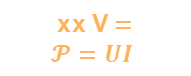 xx V =
𝒫 = UI